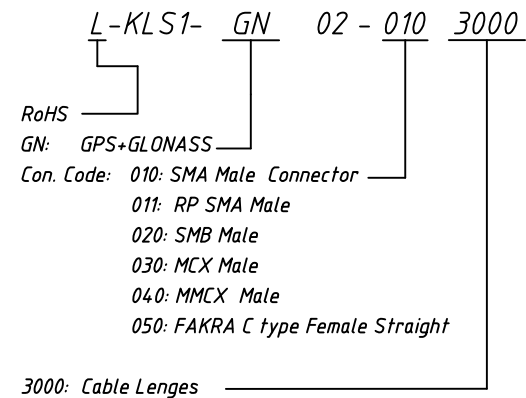 L-KLS1- GN 02 - 010 3000
RoHS
GN: GPS+GLONASS
Con. Code: 010: SMA Male Connector
011: RP SMA Male
020: SMB Male
030: MCX Male
040: MMCX Male
050: FAKRA C type Female Straight
3000: Cable Lenges